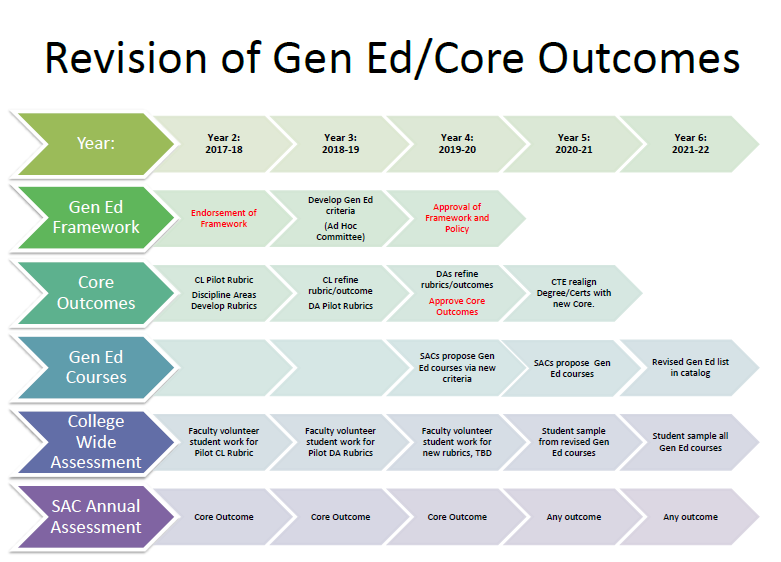 Revision of Gen Ed/Core Outcomes
Year:
Year 2:
2017-18
Year 3:
2018-19
Year 4:
2019-20
Year 5:
2020-21
Year 6:
2021-22
Gen Ed
Framework
Endorsement of
Framework
Develop Gen Ed
criteria
(Ad Hoc
Committee)
Approval of
Framework and
Policy
Core
Outcomes
CL Pilot Rubric
Discipline Areas
Develop Rubrics
CL refine
rubric/outcome
DA Pilot Rubrics
DAs refine
rubrics/outcomes
Approve Core
Outcomes
CTE realign
Degree/Certs with
new Core.
Gen Ed
Courses
SACs propose Gen
Ed courses via new
criteria
SACs propose Gen
Ed courses
Revised Gen Ed list
in catalog
College
Wide
Assessment
Faculty volunteer
student work for
Pilot CL Rubric
Faculty volunteer
student work for
Pilot DA Rubrics
Faculty volunteer
student work for
new rubrics, TBD
Student sample
from revised Gen
Ed courses
Student sample all
Gen Ed courses
SAC Annual
Assessment
Core Outcome
Core Outcome
Core Outcome
Any outcome
Any outcome